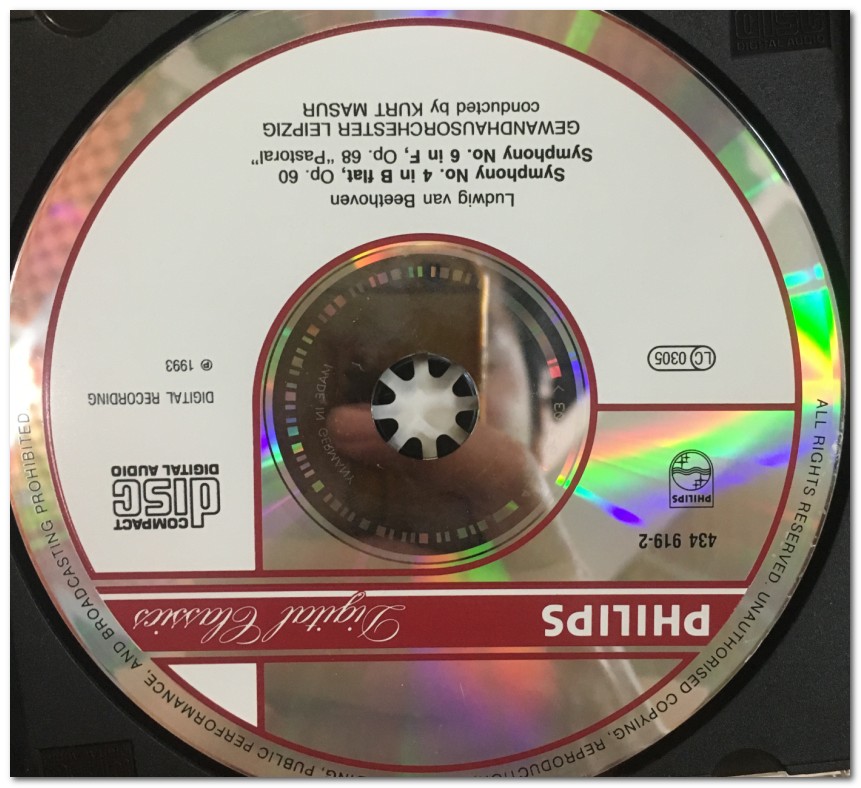 PHILIPS Digital Classics
434 919-2
PHILIPS
COMPACT
disc
DIGITAL AUDIO
DIGITAL RECORDING
℗ 1993
LC 0305
MADE IN GERMANY
Ludwig van Beethoven
Symphony No. 4 in B flat, Op. 60
Symphony No. 6 in F, Op. 68 "Pastoral"
GEWANDHAUSORCHESTER LEIPZIG
conducted by KURT MASUR
ALL RIGHTS RESERVED. UNAUTHORISED COPYING, REPRODUCTION, PUBLIC PERFORMANCE, AND BROADCASTING PROHIBITED